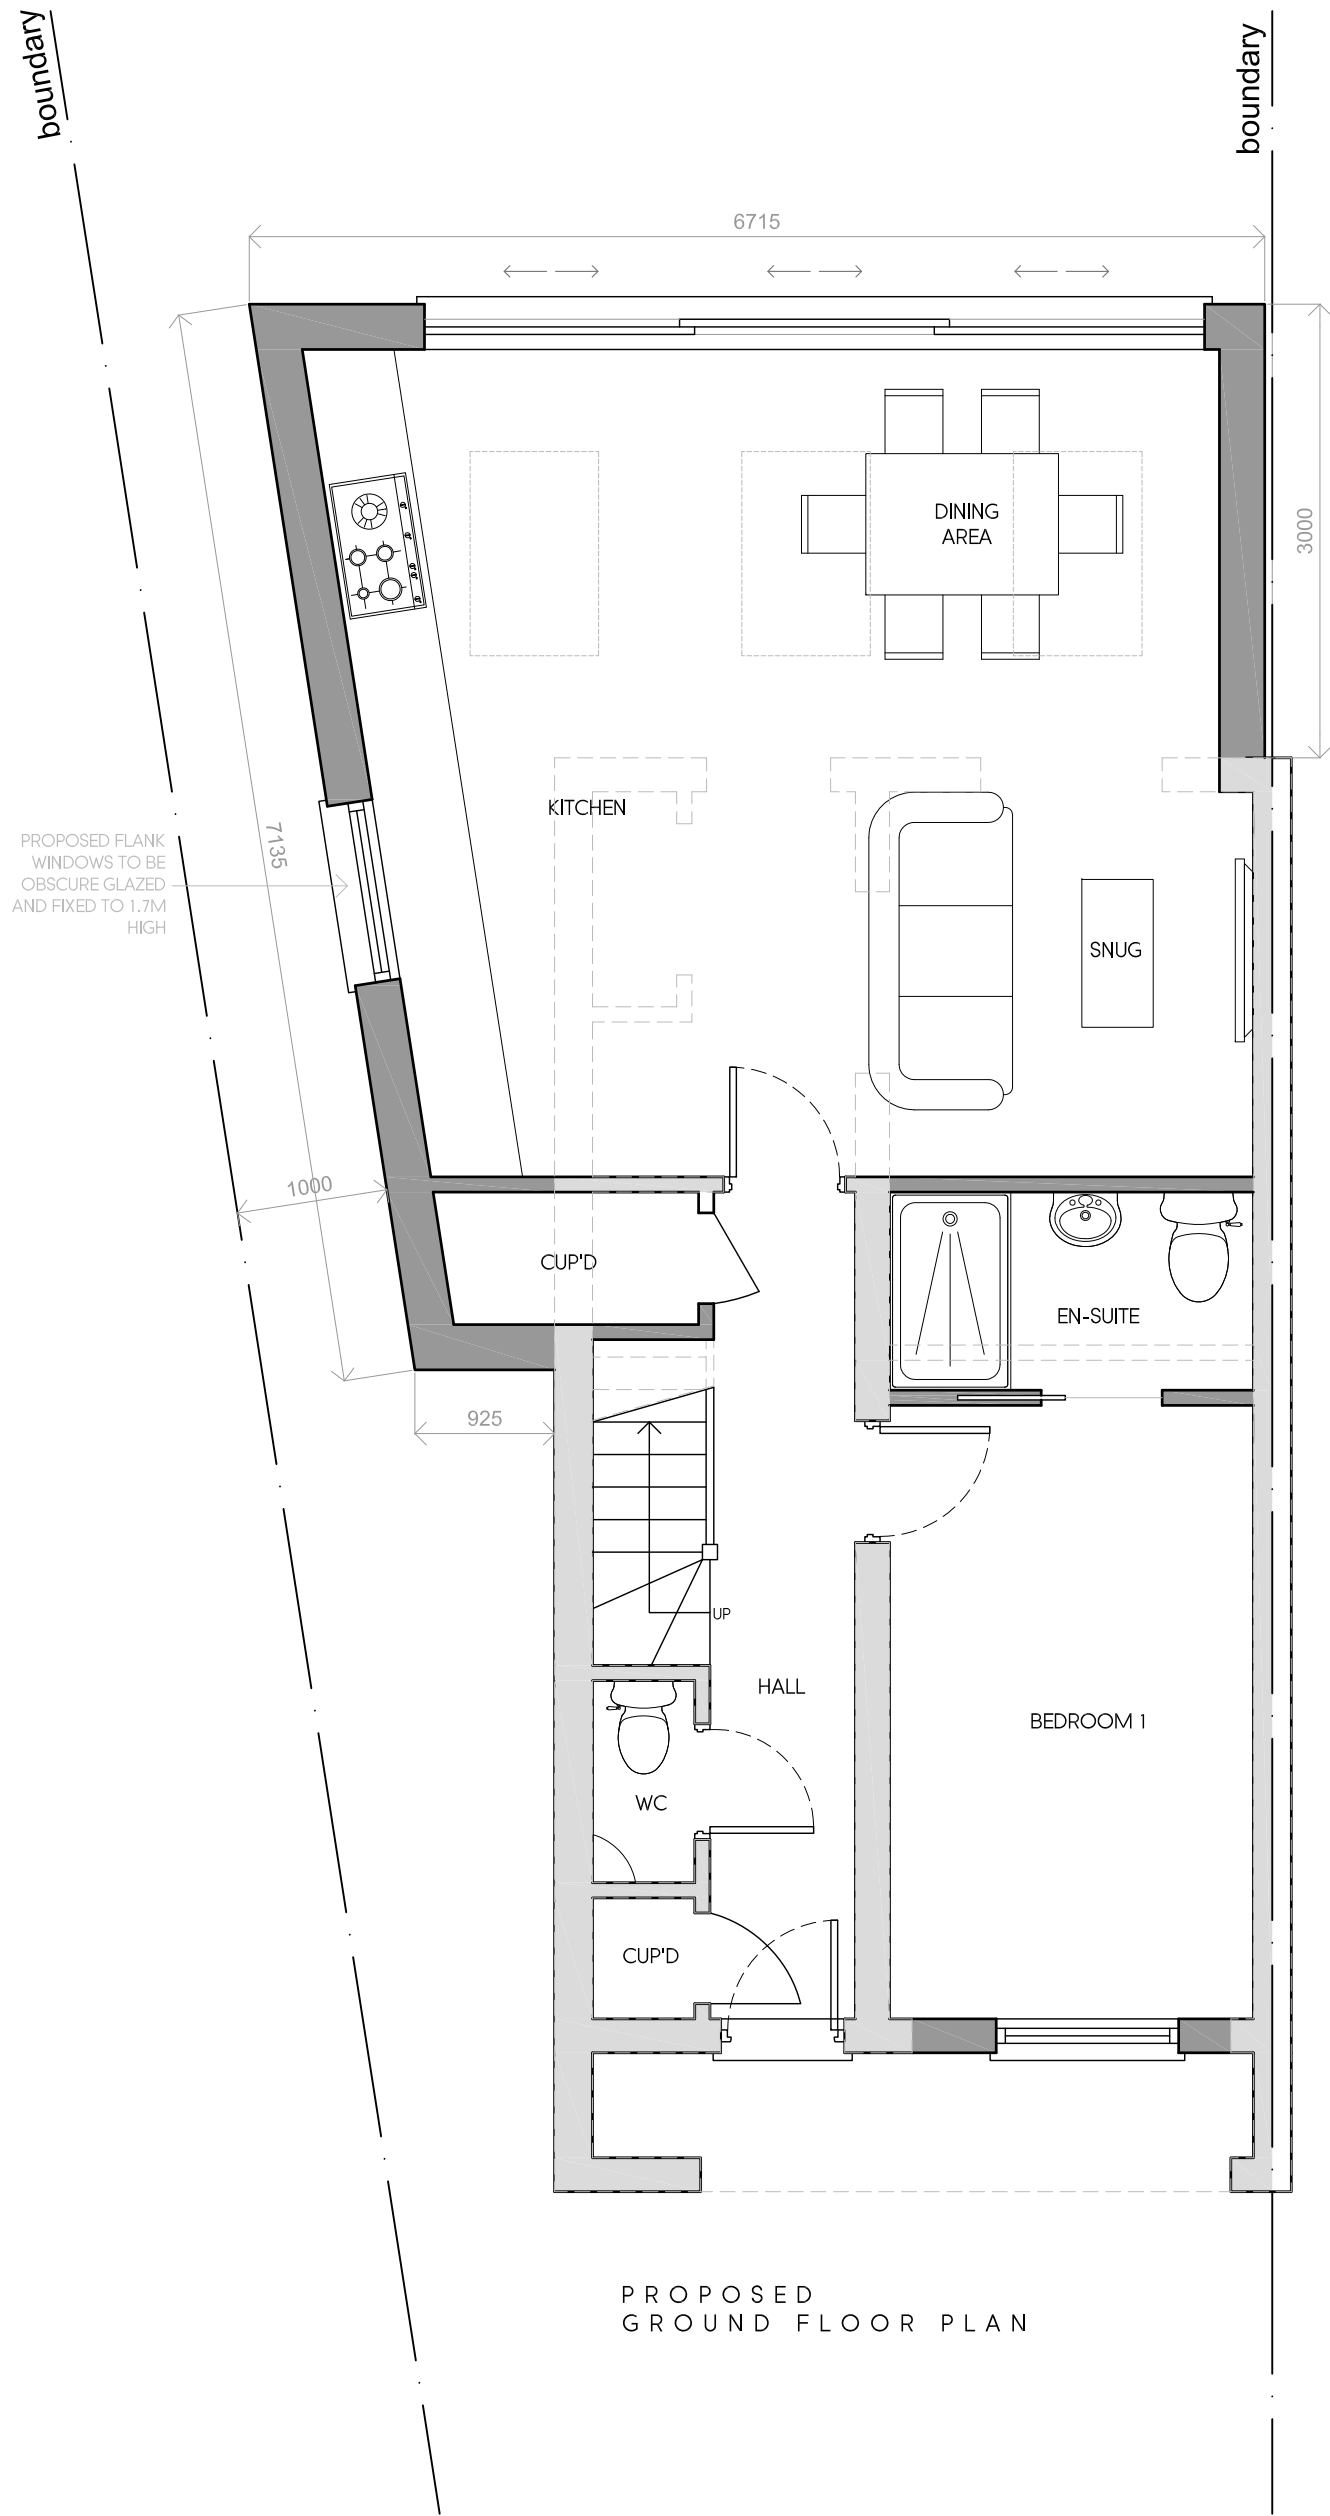 boundary
boundary
6715
3000
DINING
AREA
KITCHEN
7135
PROPOSED FLANK
WINDOWS TO BE
OBSCURE GLAZED
AND FIXED TO 1.7M
HIGH
SNUG
1000
CUP'D
EN-SUITE
925
UP
HALL
BEDROOM 1
WC
CUP'D
PROPOSED
GROUND FLOOR PLAN